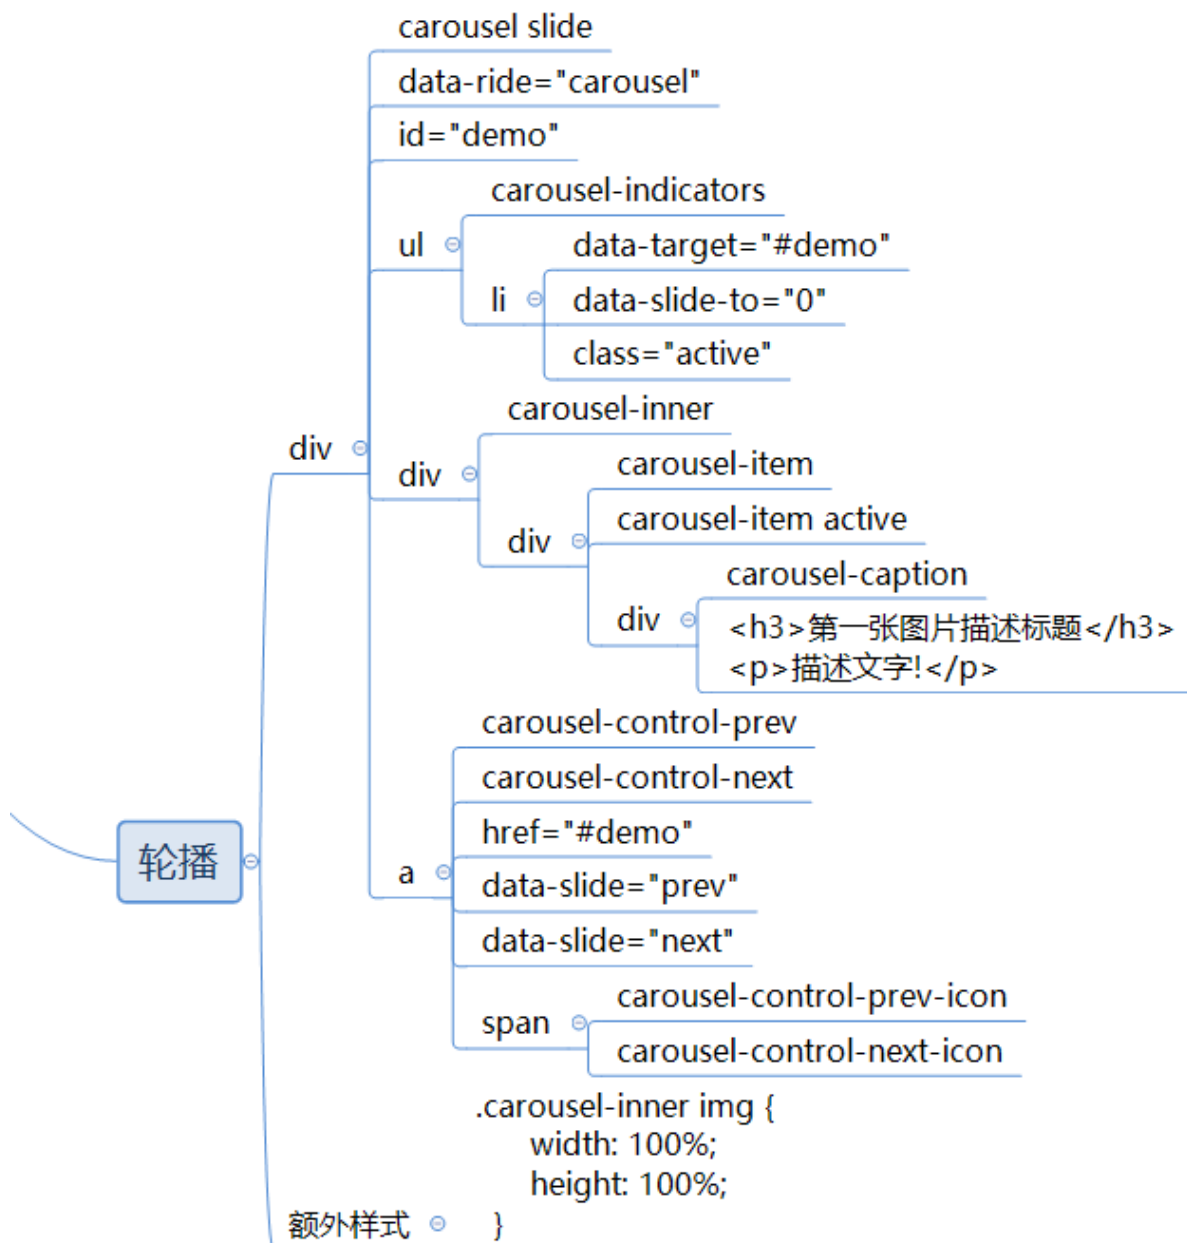 carousel slide
data-ride="carousel"
id="demo"
carousel-indicators
ul
data-target="#demo"
li
data-slide-to="0"
class="active"
carousel-inner
div
div
carousel-item
carousel-item active
div
carousel-caption
div
<h3>第一张图片描述标题</h3>
<p>描述文字!</p>
carousel-control-prev
carousel-control-next
href="#demo"
轮播
a
data-slide="prev"
data-slide="next"
span
carousel-control-prev-icon
carousel-control-next-icon
.carousel-inner img {
width: 100%;
height: 100%;
额外样式
}